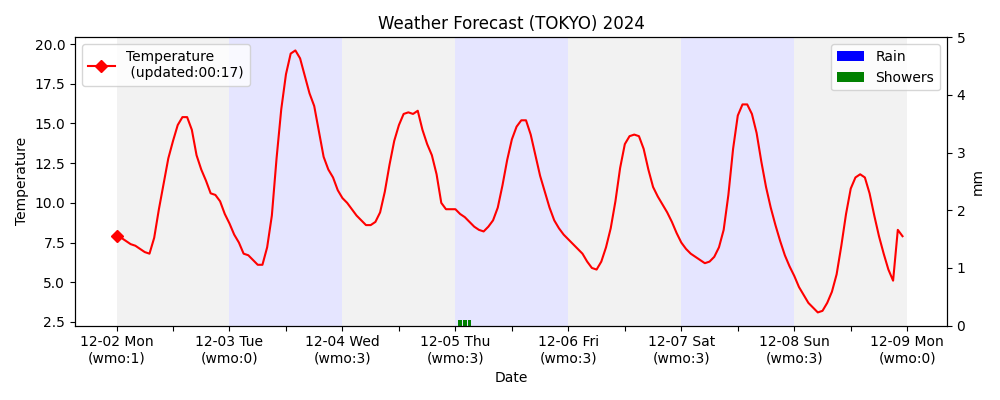 Weather Forecast (TOKYO) 2024
Temperature
(updated:00:17)
Rain
Showers
20.0
17.5
15.0
12.5
10.0
7.5
5.0
2.5
Temperature
5
4
3
2
1
0
mm
12-02 Mon 12-03 Tue 12-04 Wed 12-05 Thu 12-06 Fri 12-07 Sat 12-08 Sun 12-09 Mon
(wmo:1) (wmo:0) (wmo:3) (wmo:3) (wmo:3) (wmo:3) (wmo:3) (wmo:0)
Date